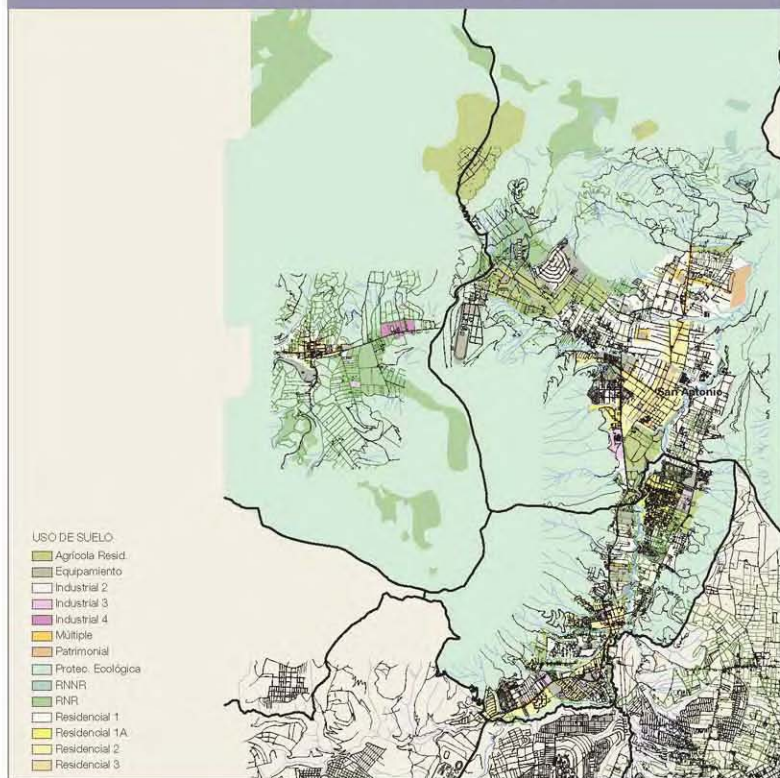 San Antonio
USO DE SUELO
Agrícola Resid.
Equipamiento
Industrial 2
Industrial 3
Industrial 4
Múltiple
Patrimonial
Protec. Ecológica
RNNR
RNR
Residencial 1
Residencial 1A
Residencial 2
Residencial 3